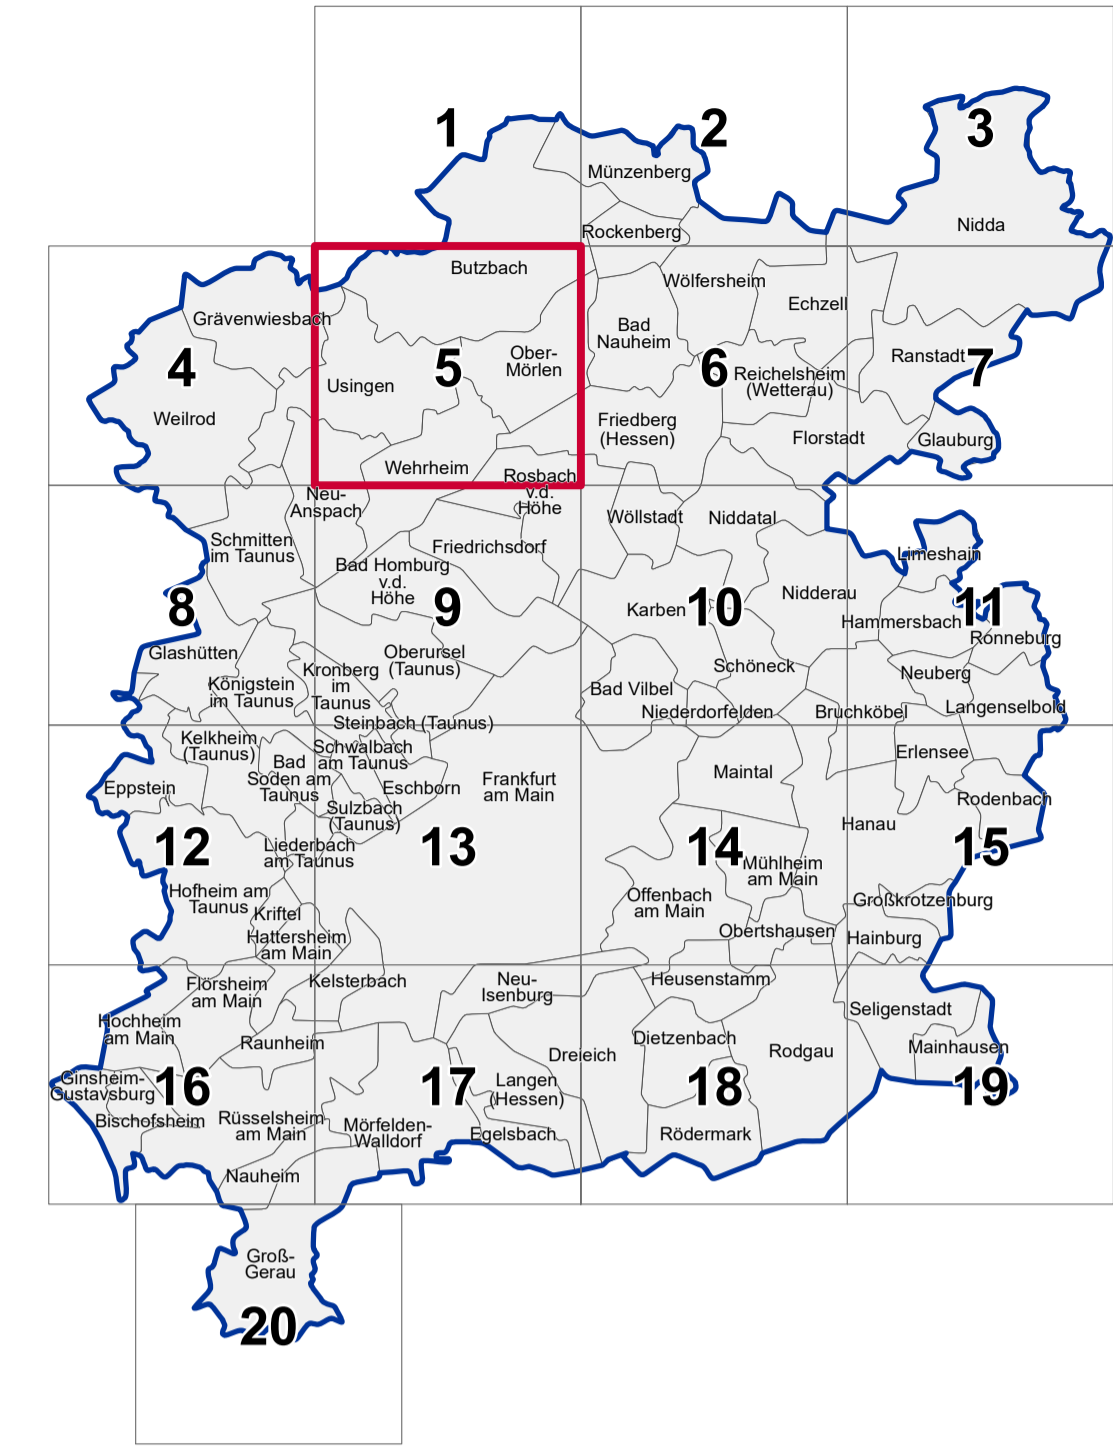 1
2
3
Münzenberg
Nidda
Rockenberg
Butzbach
Wölfersheim
Echzell
Grävenwiesbach
Bad
Nauheim
Ober-
Mörlen
Ranstadt
4
5
6
7
Usingen
Reichelsheim
(Wetterau)
Weilrod
Friedberg
(Hessen)
Florstadt
Glauburg
Wehrheim
Rosbach
v.d.
Höhe
Neu-
Anspach
Wöllstadt
Niddatal
Schmitten
im Taunus
Friedrichsdorf
Limeshain
Bad Homburg
v.d.
Höhe
Nidderau
8
9
10
11
Karben
Hammersbach
Ronneburg
Glashütten
Oberursel
(Taunus)
Schöneck
Neuberg
Kronberg
im
Taunus
Königstein
im Taunus
Bad Vilbel
Niederdorfelden
Bruchköbel
Langenselbold
Steinbach (Taunus)
Kelkheim
(Taunus)
Schwalbach
am Taunus
Erlensee
Bad
Soden am
Taunus
Maintal
Eppstein
Eschborn
Frankfurt
am Main
Rodenbach
Sulzbach
(Taunus)
Hanau
12
13
14
15
Liederbach
am Taunus
Mühlheim
am Main
Hofheim am
Taunus
Offenbach
am Main
Großkrotzenburg
Kriftel
Hattersheim
am Main
Obertshausen
Hainburg
Flörsheim
am Main
Kelsterbach
Neu-
Isenburg
Heusenstamm
Seligenstadt
Hochheim
am Main
Raunheim
Dietzenbach
Dreieich
Rodgau
Mainhausen
Ginsheim-
Gustavsburg
16
17
18
19
Langen
(Hessen)
Bischofsheim
Rüsselsheim
am Main
Mörfelden-
Walldorf
Egelsbach
Rödermark
Nauheim
Groß-
Gerau
20